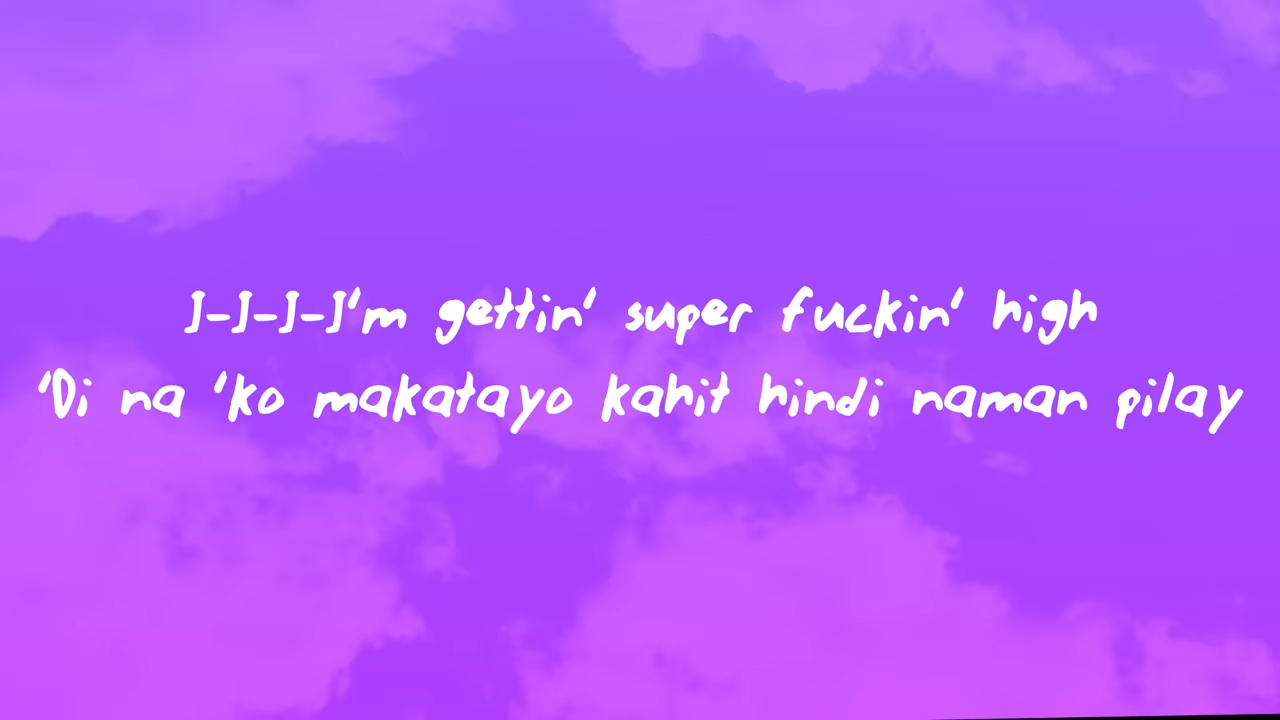 I-I-I-I'm gettin' super fuckin' high
'Di na 'ko makatayo kahit hindi naman pilay